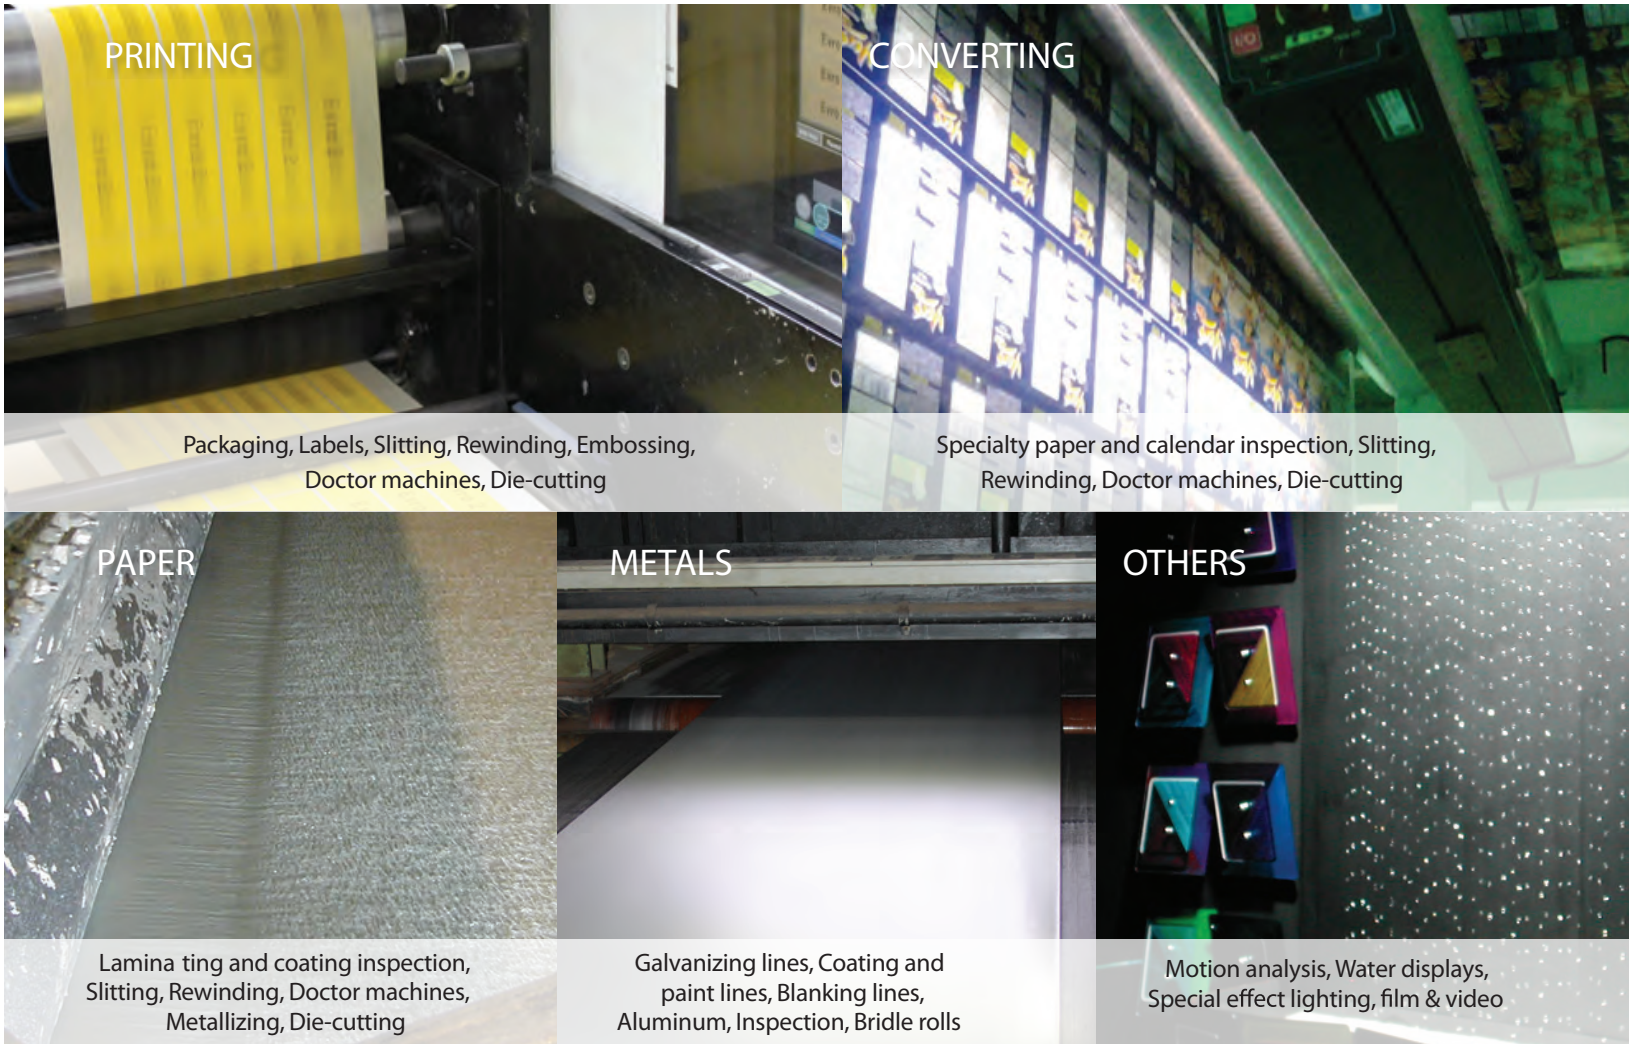 PRINTING
CONVERTING
I/O
LED
Packaging, Labels, Slitting, Rewinding, Embossing,
Doctor machines, Die-cutting
Specialty paper and calendar inspection, Slitting,
Rewinding, Doctor machines, Die-cutting
PAPER
METALS
OTHERS
Lamina ting and coating inspection,
Slitting, Rewinding, Doctor machines,
Metallizing, Die-cutting
Galvanizing lines, Coating and
paint lines, Blanking lines,
Aluminum, Inspection, Bridle rolls
Motion analysis, Water displays,
Special effect lighting, film & video